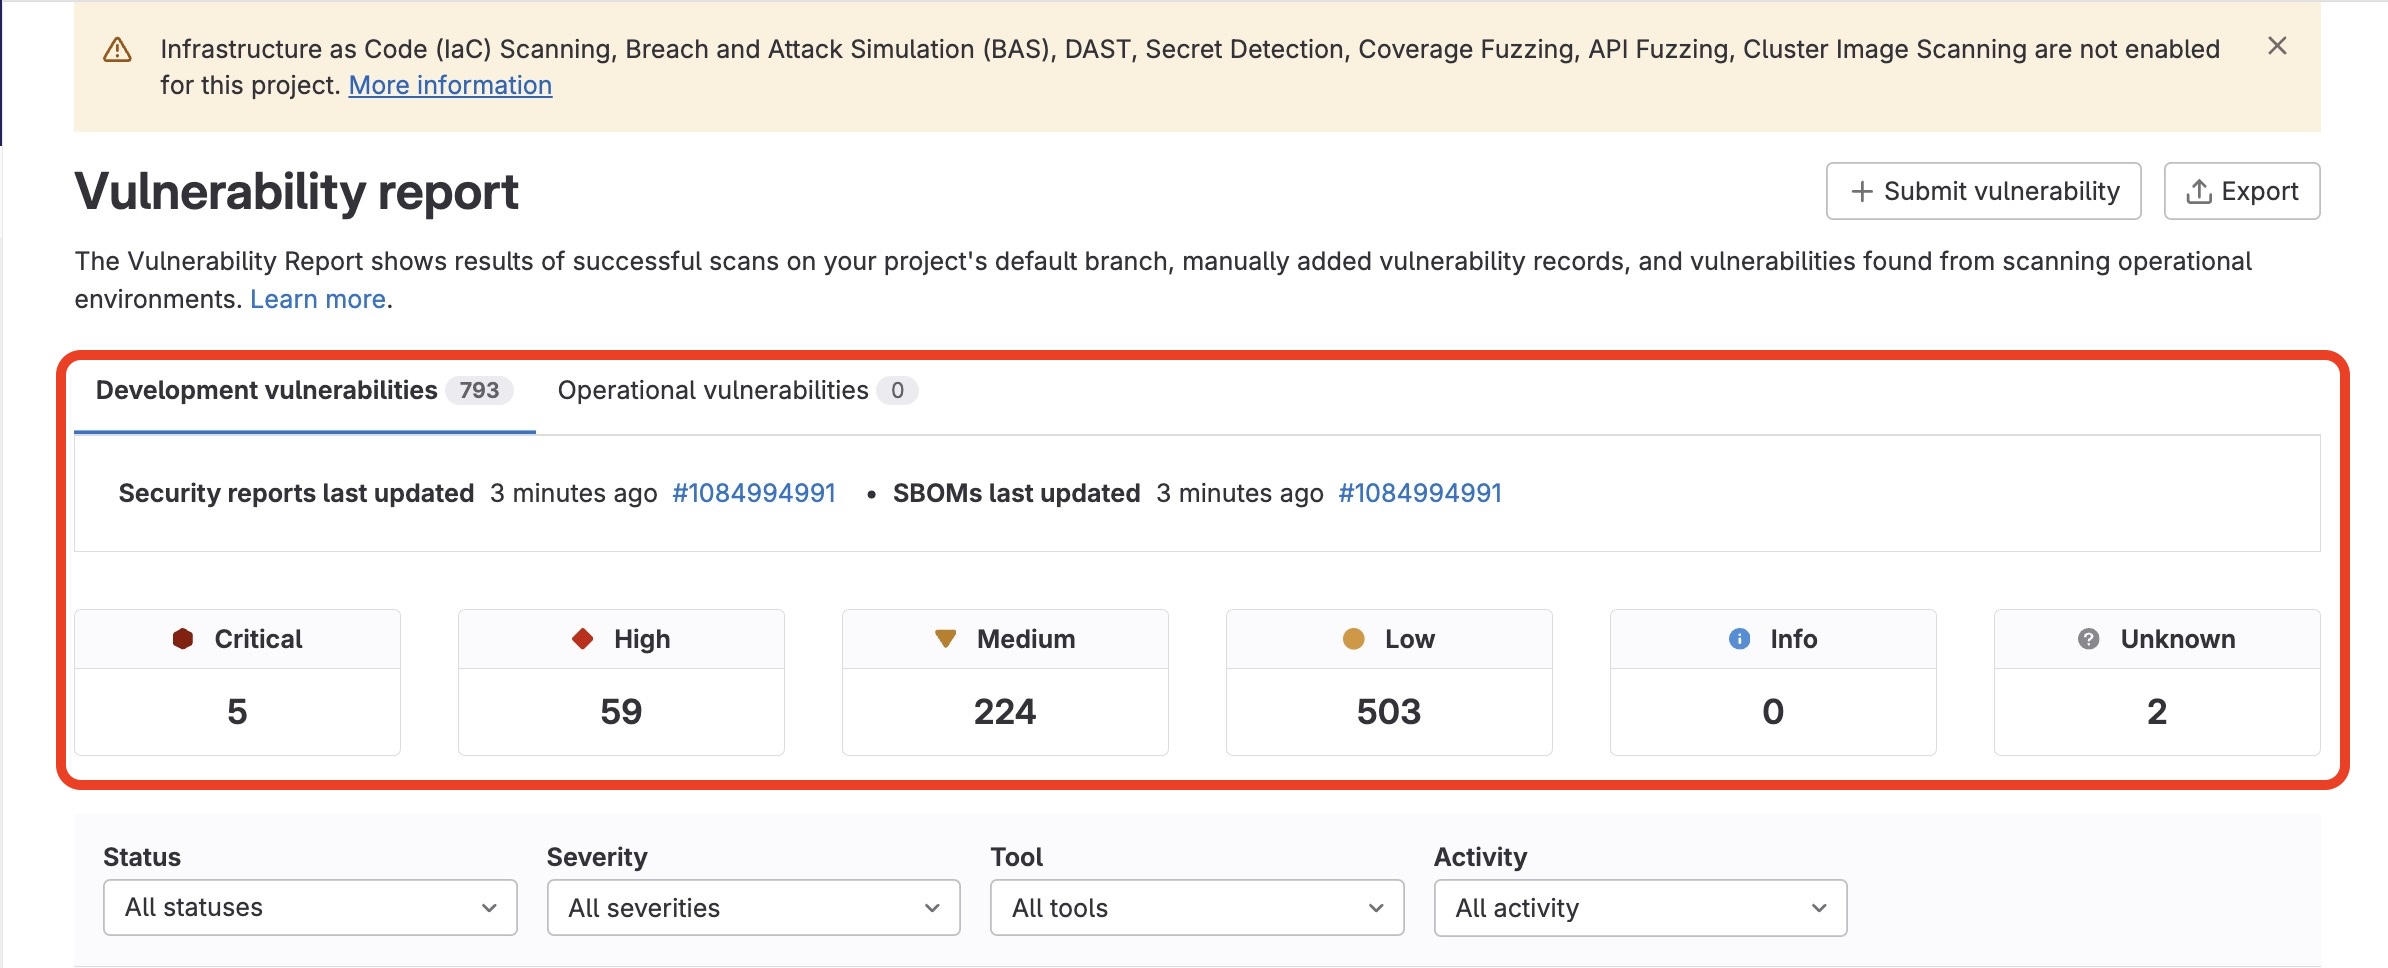 Infrastructure as Code (IaC) Scanning, Breach and Attack Simulation (BAS), DAST, Secret Detection, Coverage Fuzzing, API Fuzzing, Cluster Image Scanning are not enabled
for this project. More information
Vulnerability report
Submit vulnerability
Export
The Vulnerability Report shows results of successful scans on your project's default branch, manually added vulnerability records, and vulnerabilities found from scanning operational
environments. Learn more.
Development vulnerabilities 793
Operational vulnerabilities 0
Security reports last updated 3 minutes ago #1084994991 • SBOMs last updated 3 minutes ago #1084994991
Critical
5
High
59
Medium
224
Low
503
Info
0
Unknown
2
Status
All statuses
Severity
All severities
Tool
All tools
Activity
All activity